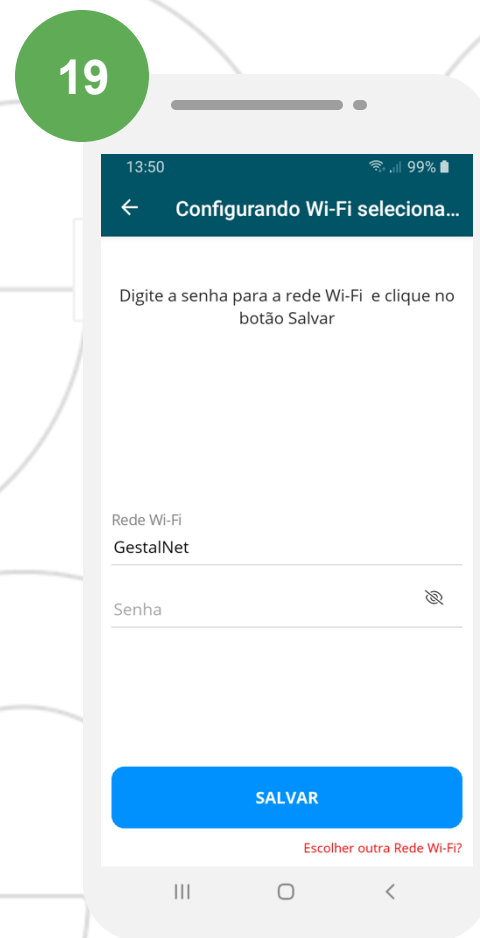 19
13:50
99%
Configurando Wi-Fi seleciona...
Digite a senha para a rede Wi-Fi e clique no
botão Salvar
Rede Wi-Fi
GestalNet
Senha
SALVAR
Escolher outra Rede Wi-Fi?